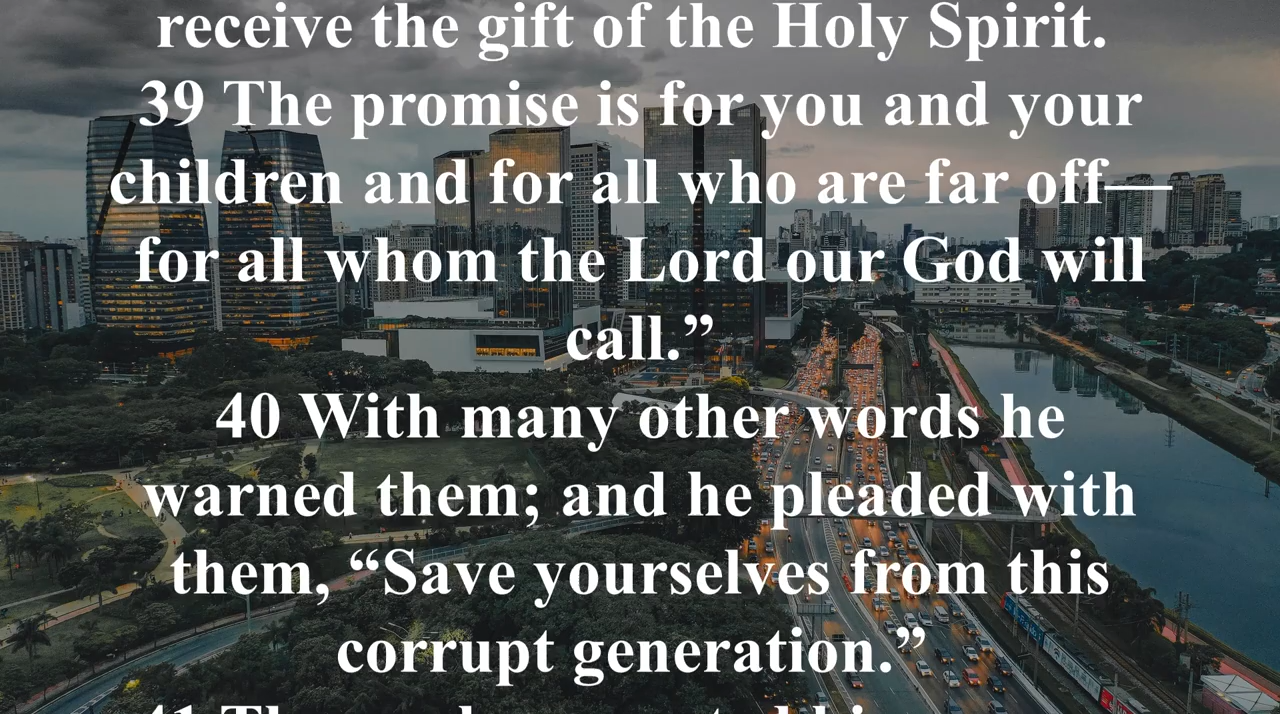 receive the gift of the Holy Spirit.
39 The promise is for you and your
children and for all who are far off—
for all whom the Lord our God will
call.”
40 With many other words he
warned them; and he pleaded with
them, “Save yourselves from this
corrupt generation.”
41